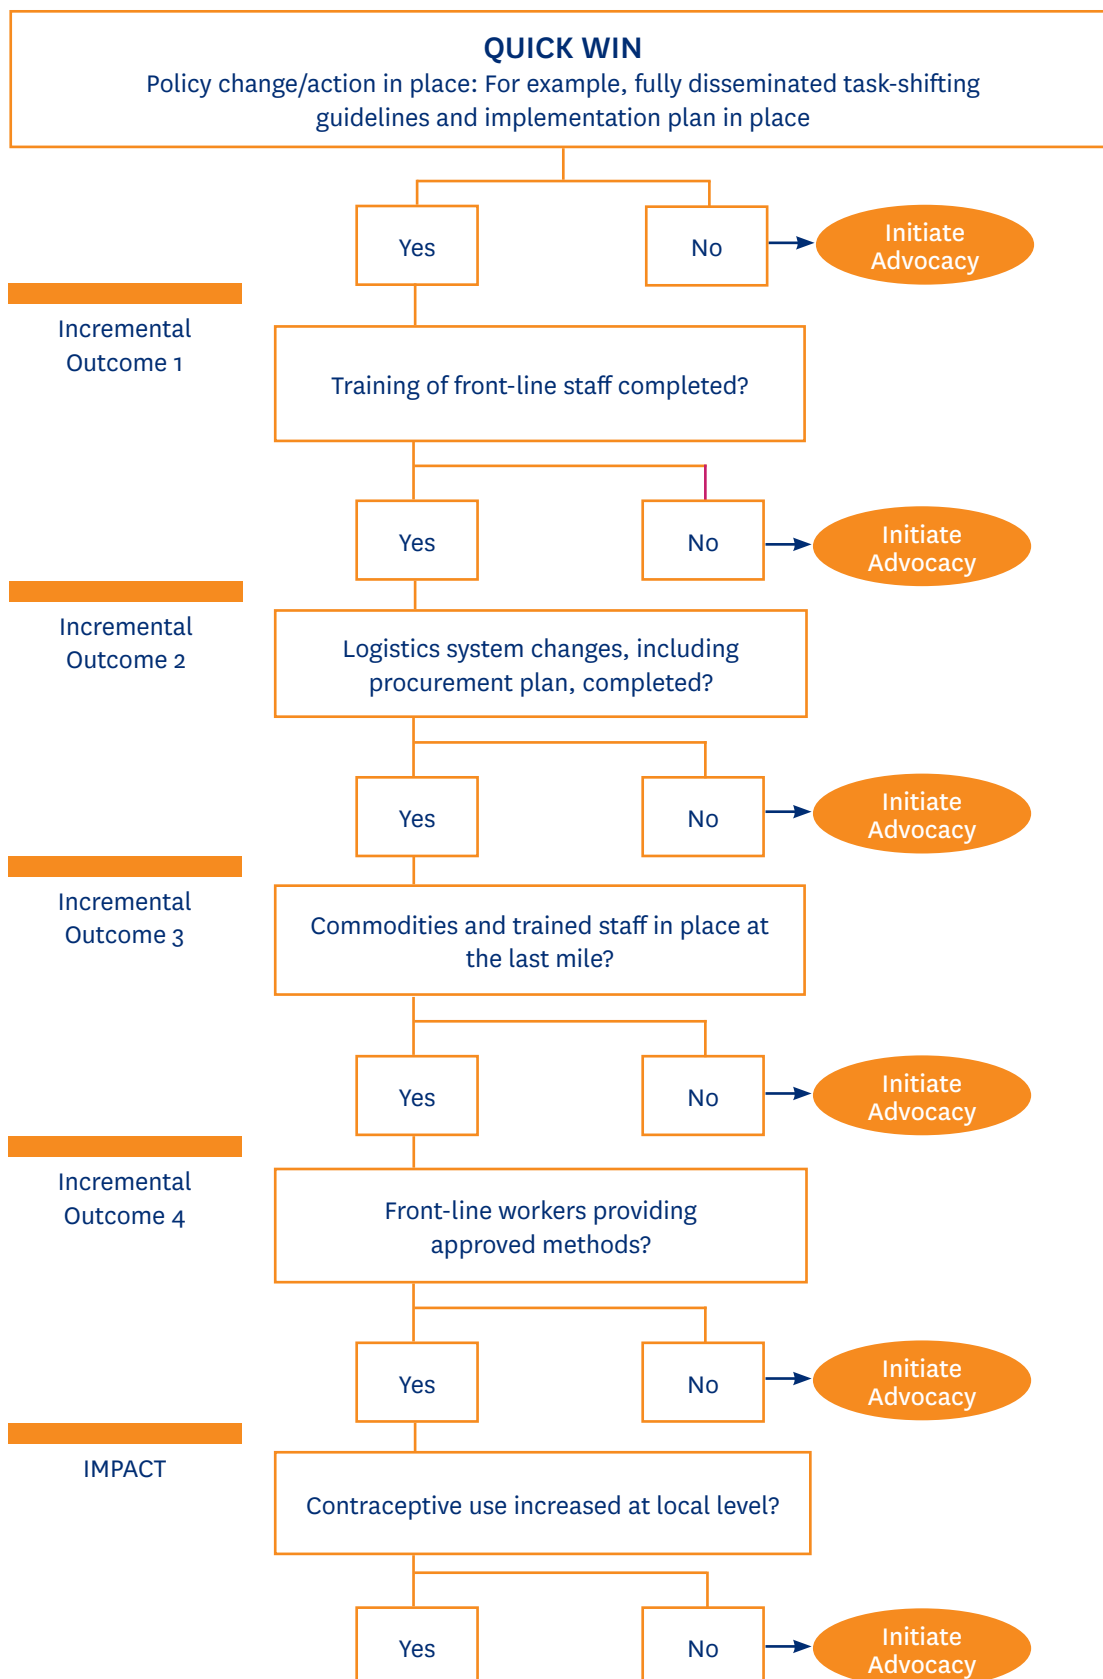 QUICK WIN
Policy change/action in place: For example, fully disseminated task-shifting
guidelines and implementation plan in place
Yes
No
Initiate
Advocacy
Incremental
Outcome 1
Training of front-line staff completed?
Yes
No
Initiate
Advocacy
Incremental
Outcome 2
Logistics system changes, including
procurement plan, completed?
Yes
No
Initiate
Advocacy
Incremental
Outcome 3
Commodities and trained staff in place at
the last mile?
Yes
No
Initiate
Advocacy
Incremental
Outcome 4
Front-line workers providing
approved methods?
Yes
No
Initiate
Advocacy
IMPACT
Contraceptive use increased at local level?
Yes
No
Initiate
Advocacy